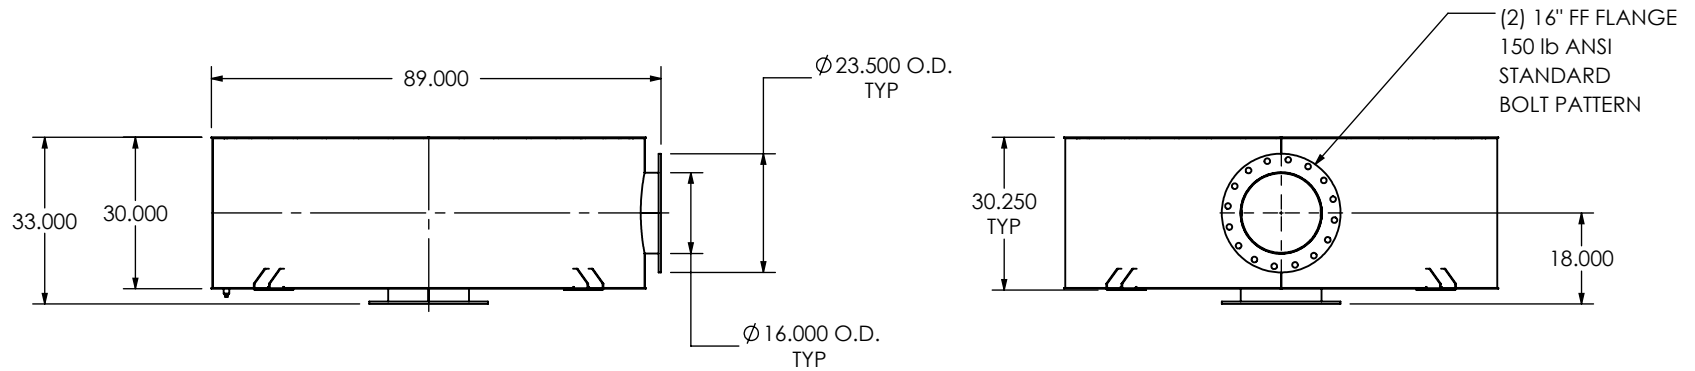 (2) 16" FF FLANGE
150 lb ANSI
STANDARD
BOLT PATTERN
89.000
Ø23.500 O.D.
TYP
33.000
30.000
30.250
TYP
18.000
Ø16.000 O.D.
TYP